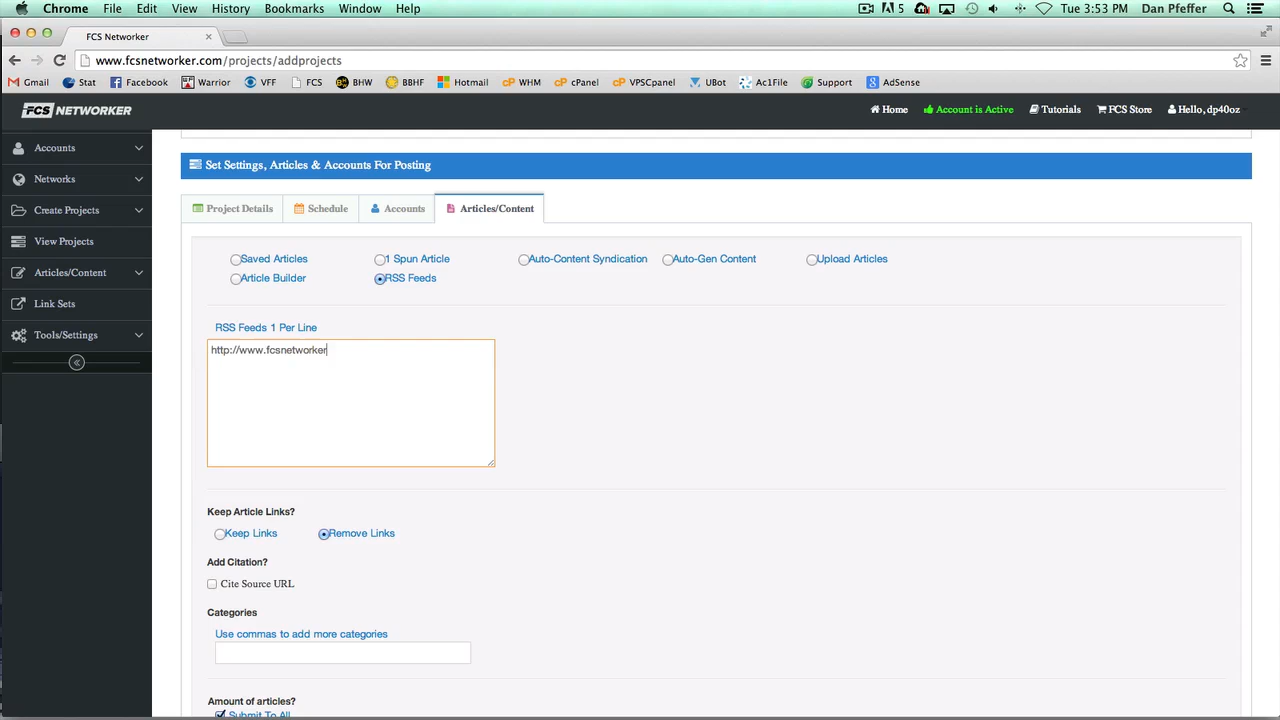 Chrome File Edit View History Bookmarks Window Help 5 Tue 3:53 PM Dan Pfeffer
FCS Networker
www.fcsnetworker.com/projects/addprojects
Gmail Stat Facebook Warrior VFF FCS BHW BBHF Hotmail WHM cPanel VPSCpanel UBot Ac1File Support AdSense
FCS NETWORKER Home Account is Active Tutorials FCS Store Hello, dp40oz
Accounts
Networks
Create Projects
View Projects
Articles/Content
Link Sets
Tools/Settings
Set Settings, Articles & Accounts For Posting
Project Details Schedule Accounts Articles/Content
Saved Articles 1 Spun Article Auto-Content Syndication Auto-Gen Content Upload Articles
Article Builder RSS Feeds
RSS Feeds 1 Per Line
http://www.fcsnetworker
Keep Article Links?
Keep Links Remove Links
Add Citation?
Cite Source URL
Categories
Use commas to add more categories
Amount of articles?
Submit To All